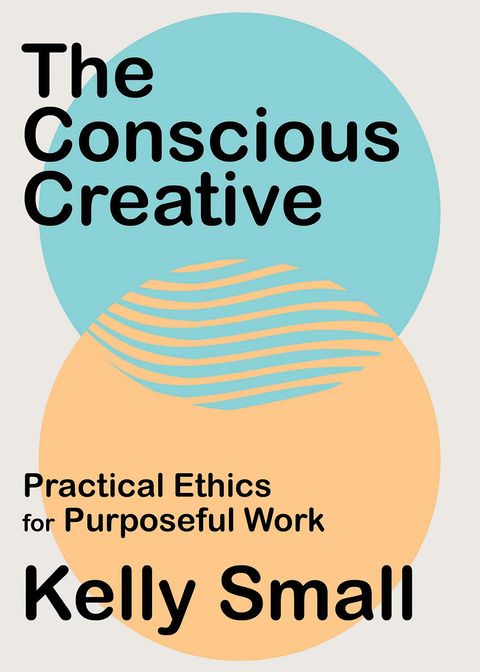 The
Conscious
Creative
Practical Ethics
for Purposeful Work
Kelly Small